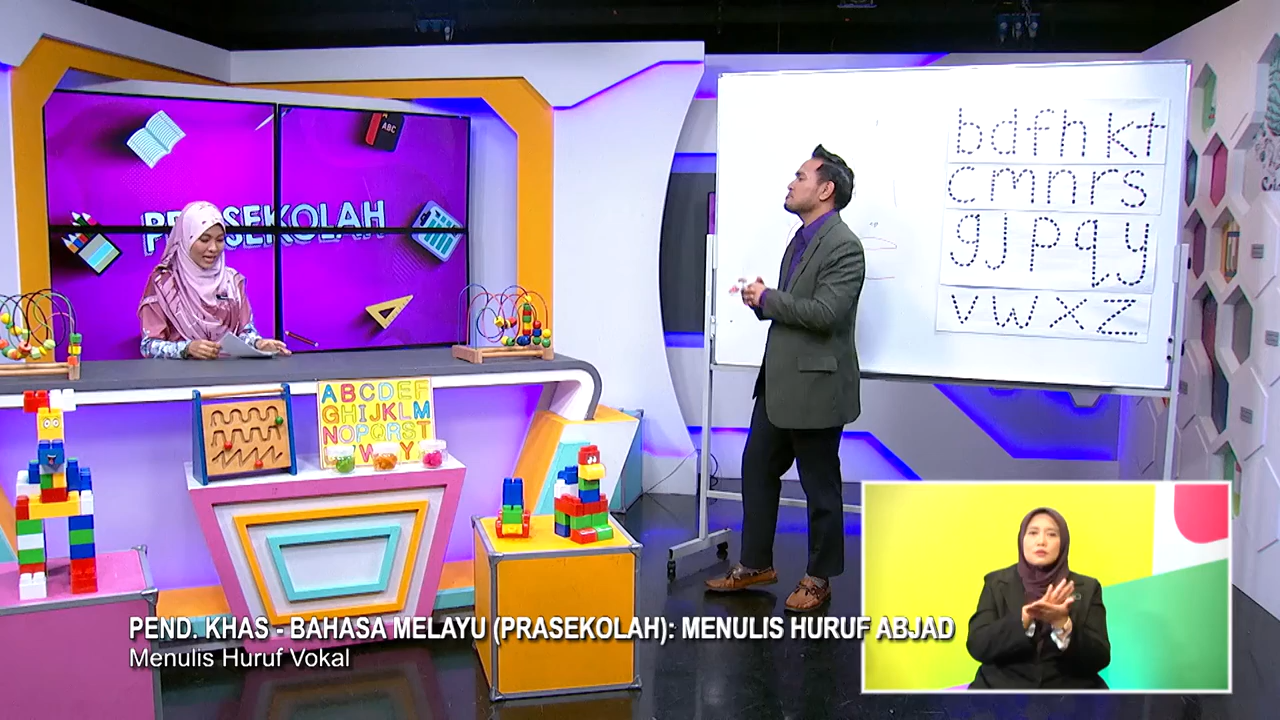 ABC
PRASEKOLAH
ABCDEF
GHIJKLM
NOPQRST
bdfhkt
cmnrs
gjpqy
vwxz
PEND. KHAS - BAHASA MELAYU (PRASEKOLAH): MENULIS HURUF ABJAD
Menulis Huruf Vokal